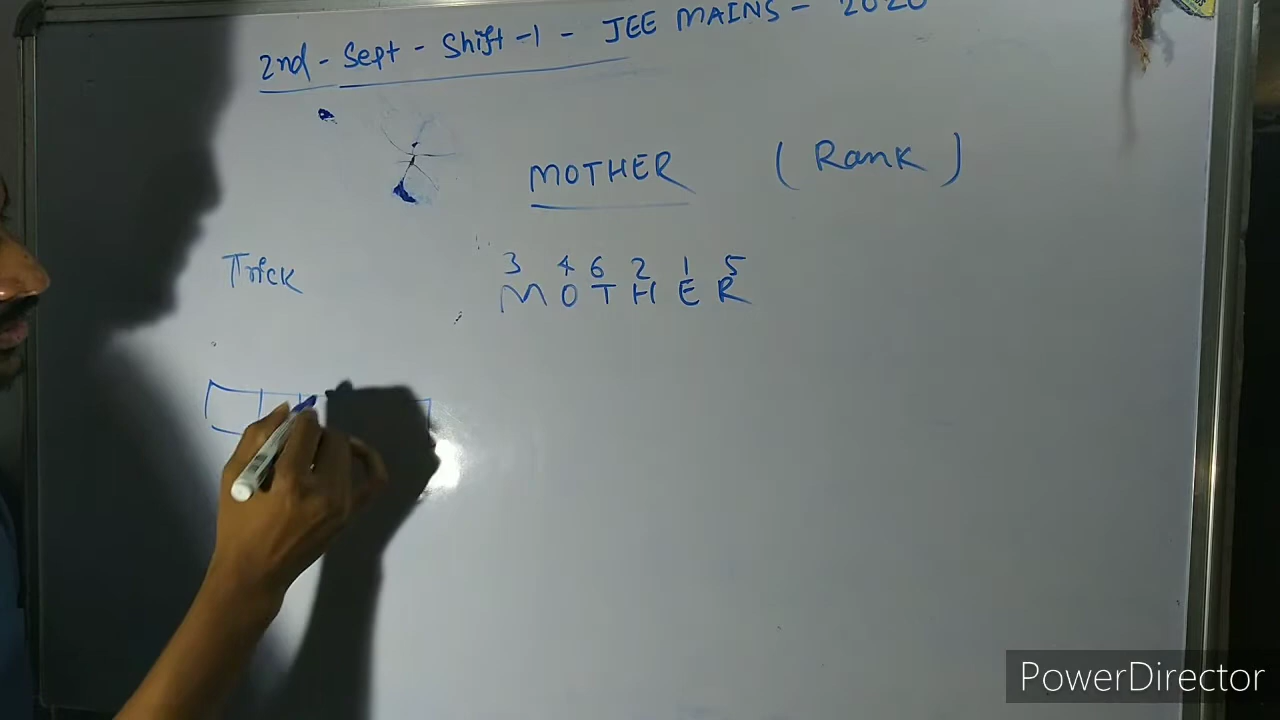 2nd - Sept - Shift -1 - JEE MAINS - 2020
MOTHER ( Rank )
Trick
3 4 6 2 1 5
M O T H E R
PowerDirector